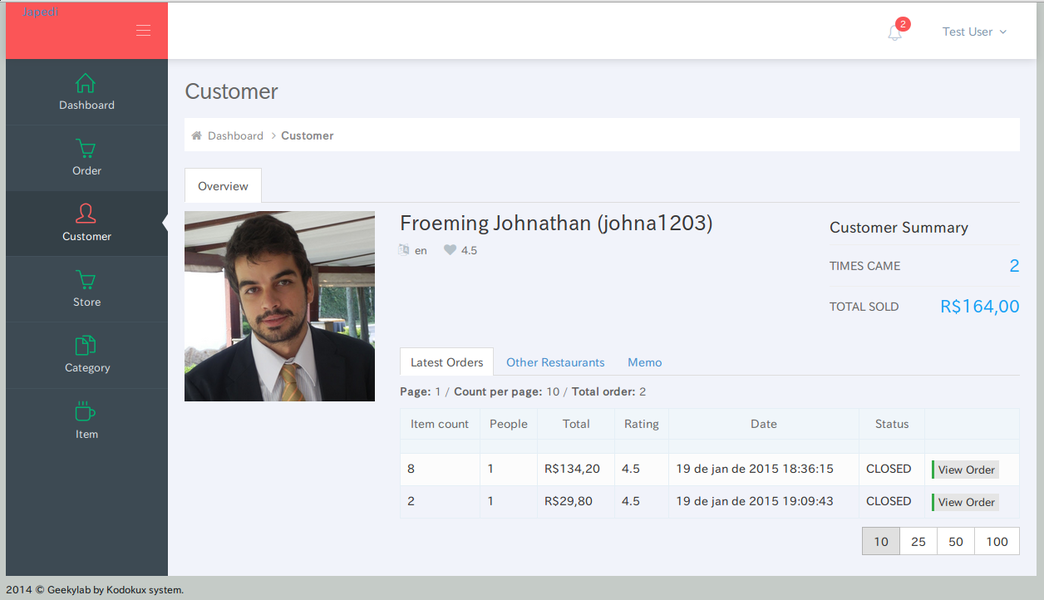 Japedi
2
Test User
Dashboard
Order
Customer
Store
Category
Item
Customer
Dashboard > Customer
Overview
Froeming Johnathan (johna1203)
en 4.5
Customer Summary
TIMES CAME 2
TOTAL SOLD R$164,00
Latest Orders Other Restaurants Memo
Page: 1 / Count per page: 10 / Total order: 2
Item count People Total Rating Date Status
8 1 R$134,20 4.5 19 de jan de 2015 18:36:15 CLOSED View Order
2 1 R$29,80 4.5 19 de jan de 2015 19:09:43 CLOSED View Order
10 25 50 100
2014 © Geekylab by Kodokux system.